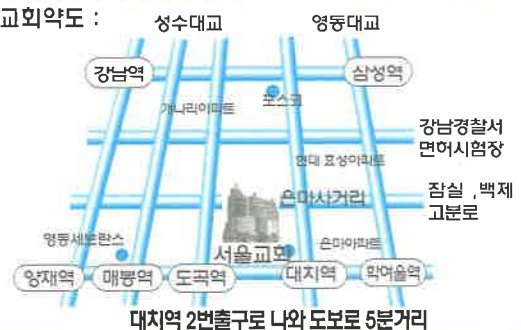 교회약도 :
성수대교
영동대교
강남역
삼성역
개나리아파트
포스코
강남경찰서
면허시험장
현대 효성아파트
은마사거리
잠실 ,백제
고분로
영동세브란스
서울교회
은마아파트
양재역
매봉역
도곡역
대치역
학여울역
대치역 2번출구로 나와 도보로 5분거리